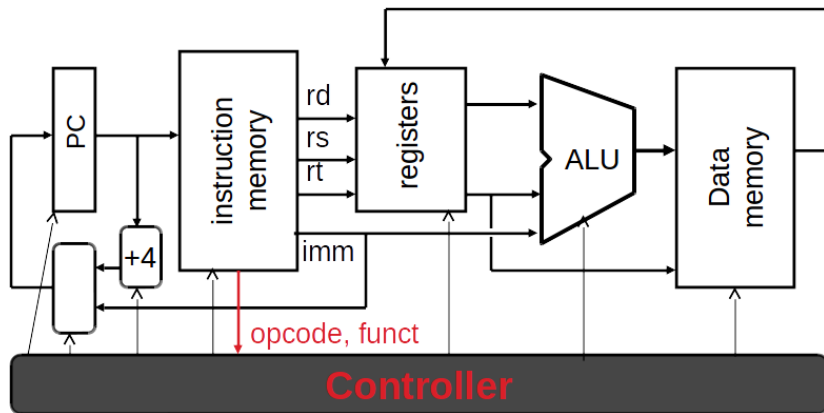 PC
+4
instruction
memory
rd
rs
rt
imm
opcode, funct
registers
ALU
Data
memory
Controller